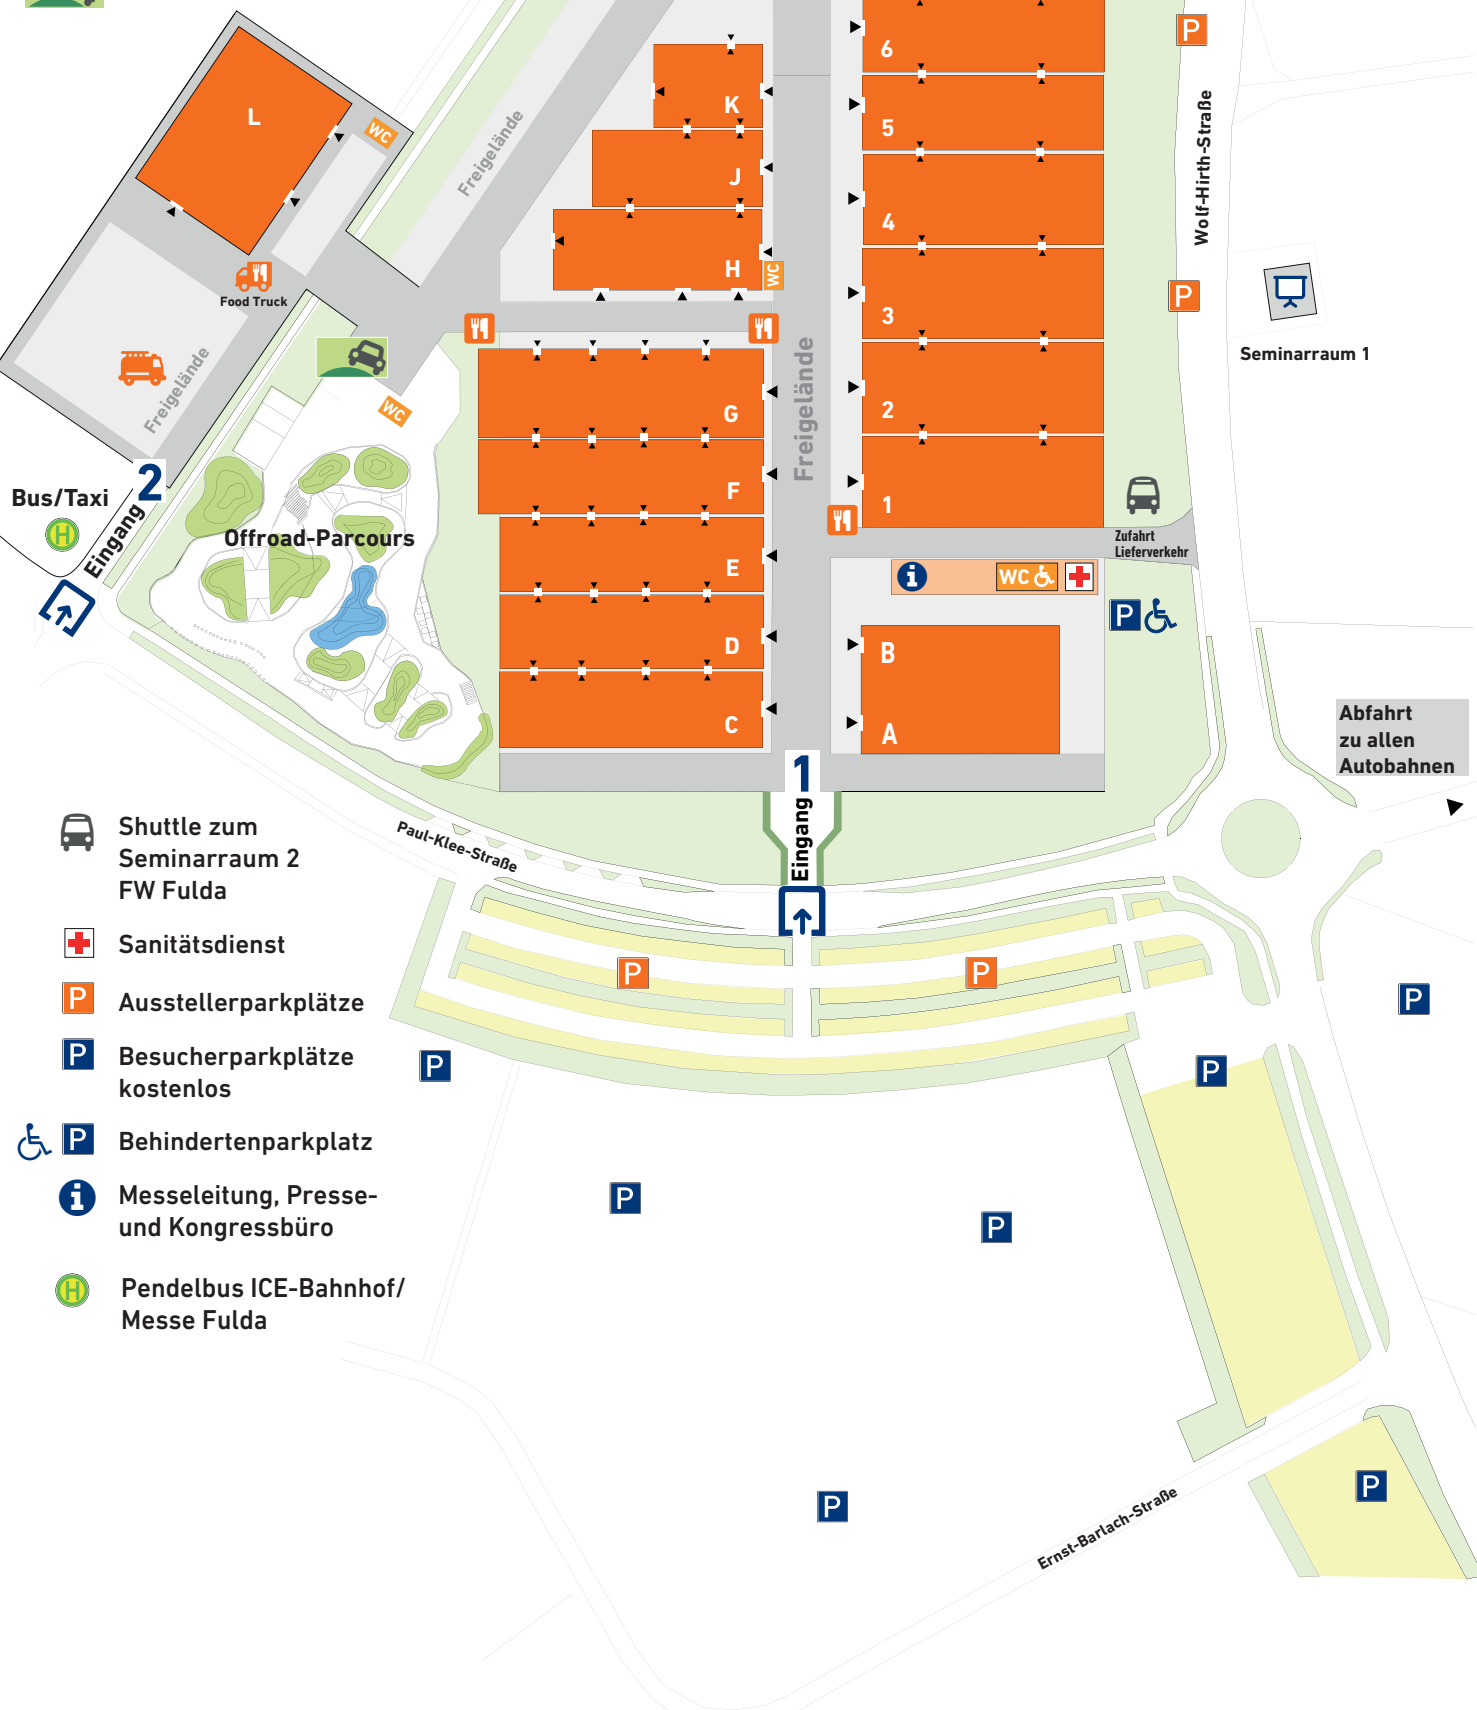 6
P
L
WC
K
5
Freigelände
Wolf-Hirth-Straße
J
4
H
WC
Food Truck
3
P
Seminarraum 1
Freigelände
WC
G
Freigelände
2
F
1
2
Bus/Taxi
H
Eingang
Offroad-Parcours
Zufahrt
Lieferverkehr
E
i
WC
P
D
B
C
A
Abfahrt
zu allen
Autobahnen
1
Eingang
Paul-Klee-Straße
Shuttle zum
Seminarraum 2
FW Fulda
Sanitätsdienst
P
P
P
Ausstellerparkplätze
P
P
Besucherparkplätze
kostenlos
P
P
P
Behindertenparkplatz
P
i
Messeleitung, Presse-
und Kongressbüro
P
P
H
Pendelbus ICE-Bahnhof/
Messe Fulda
P
P
Ernst-Barlach-Straße